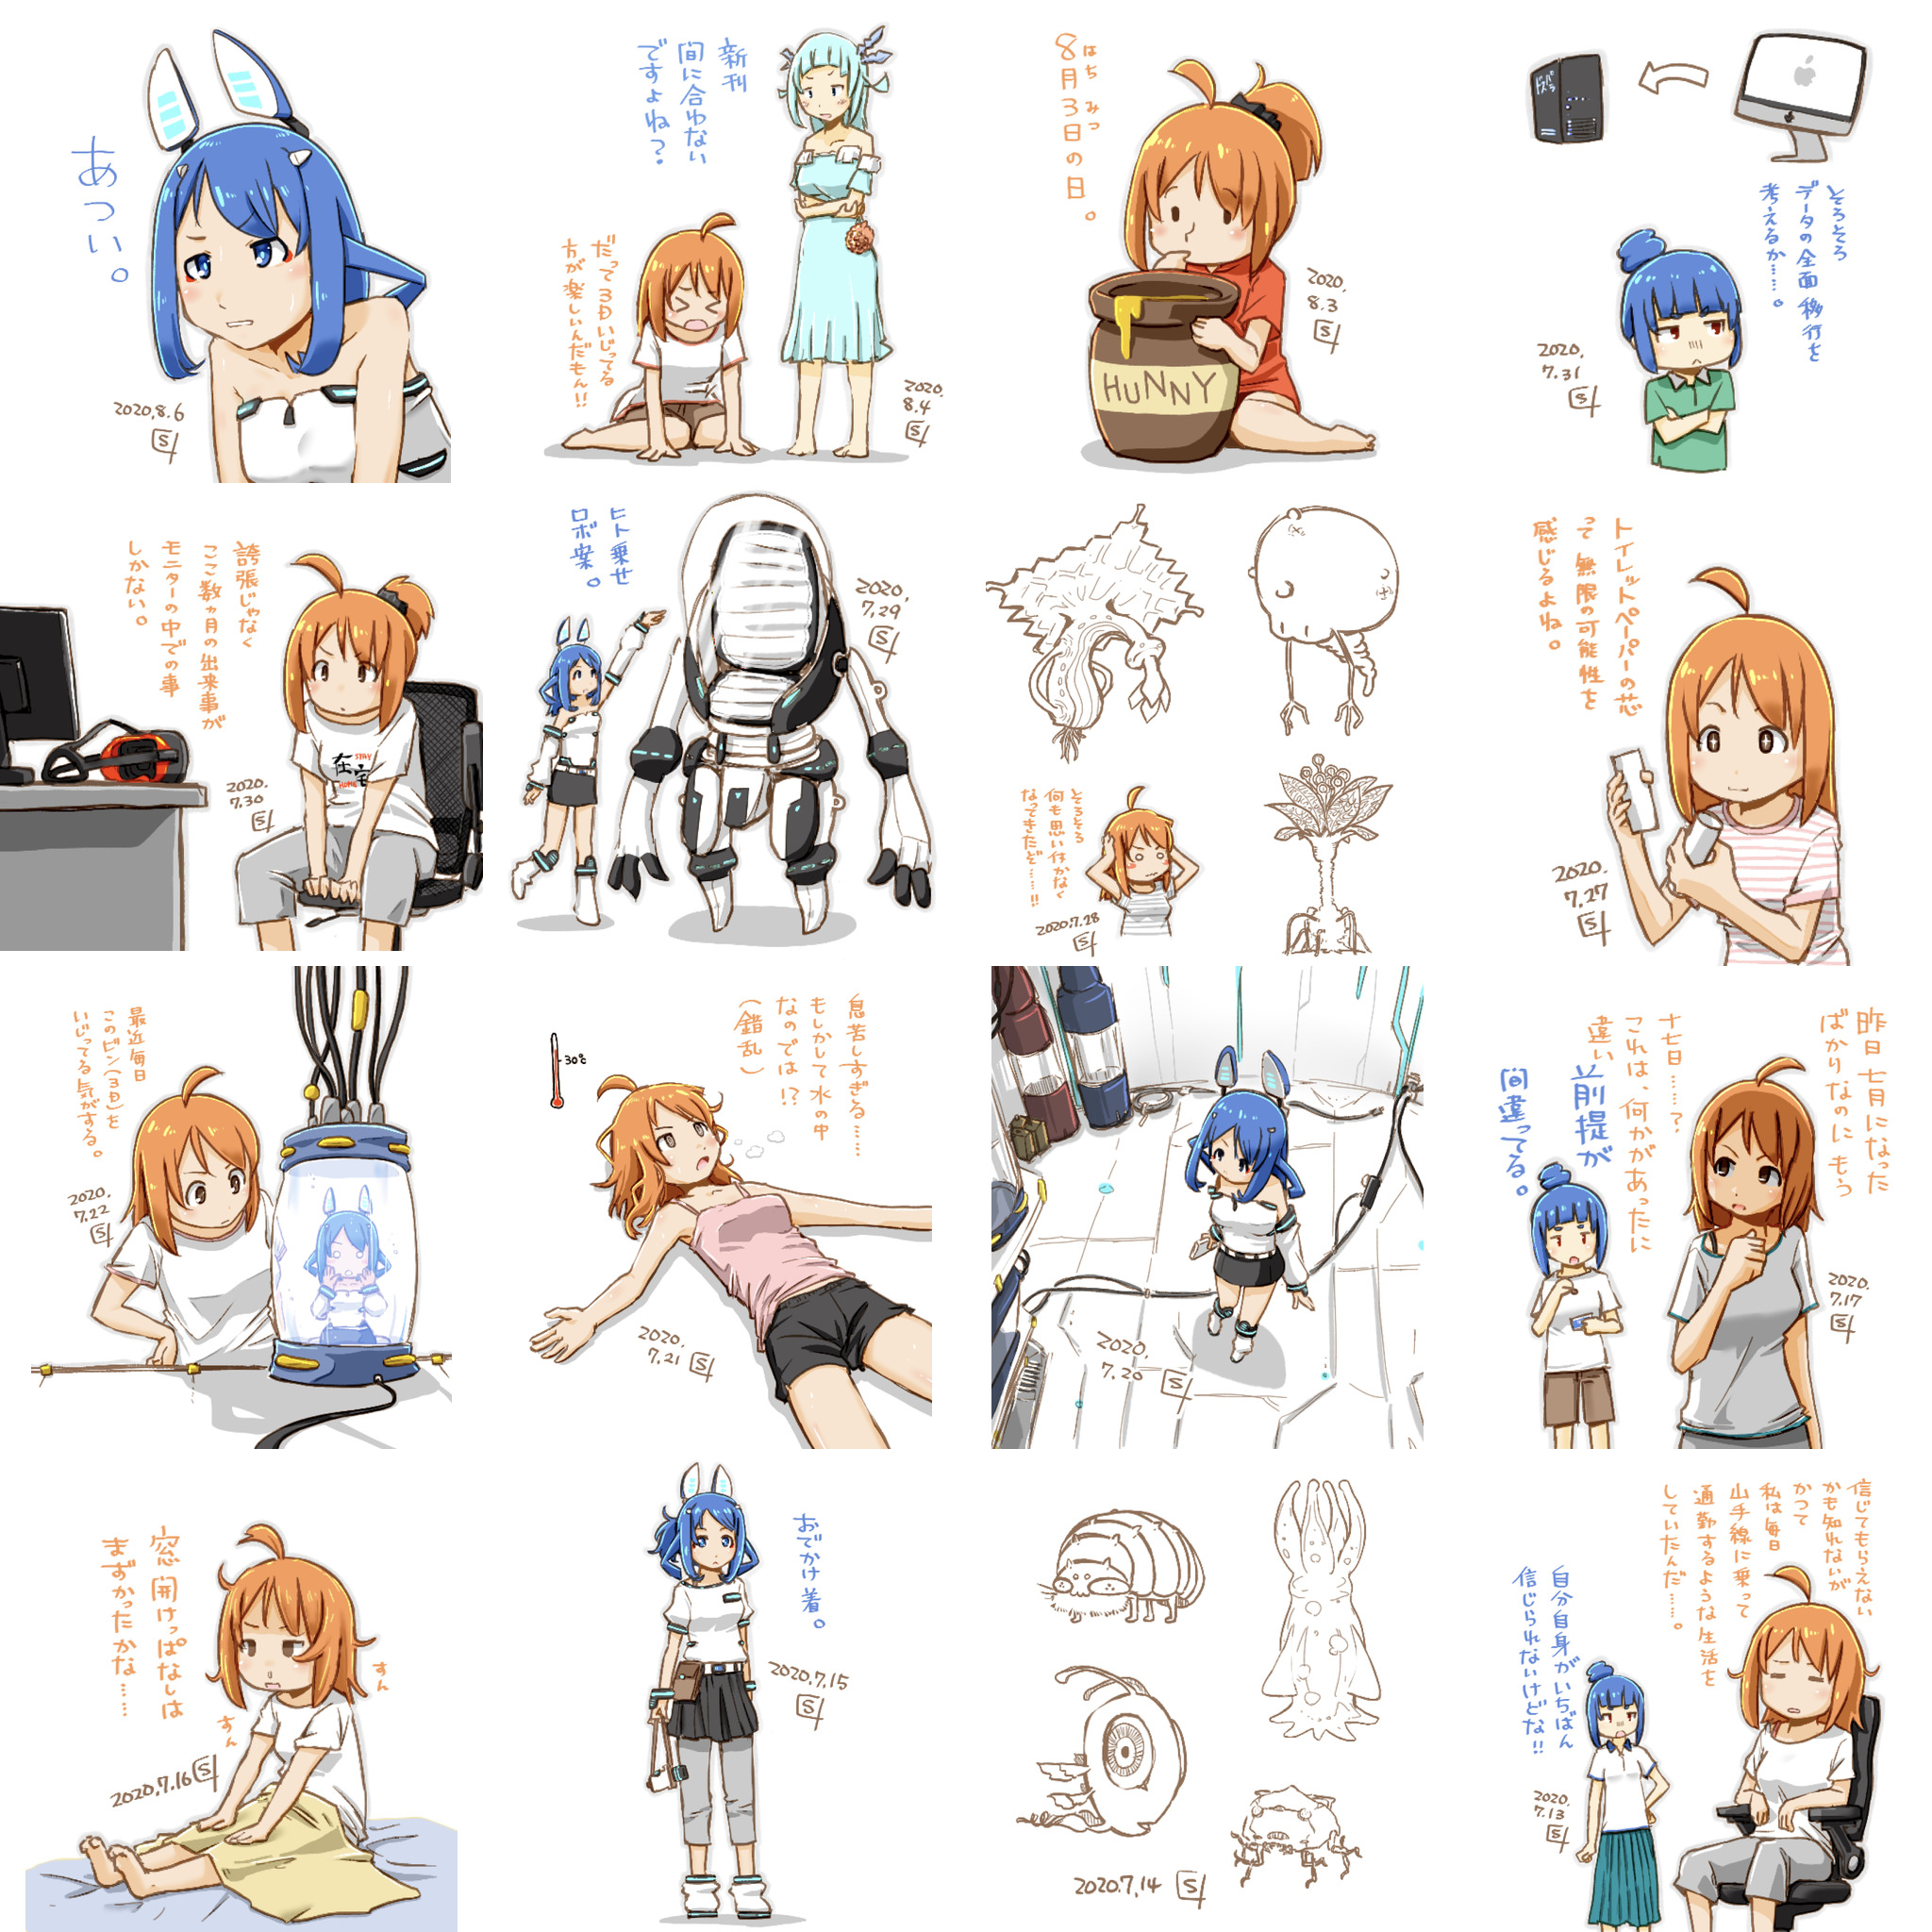 あつい。
2020.8.6
新刊
間に合わない
ですよね?
だって3Dいじってる
方が楽しいんだもん!!
2020.
8.4
はち みつ
8月3日の日。
HUNNY
2020.
8.3
ドスパラ
そろそろ
データの全面移行を
考えるか……。
2020.
7.31
誇張じゃなく
ここ数ヵ月の出来事が
モニターの中での事
しかない。
在宅
STAY
HOME
2020.
7.30
ヒト乗せ
ロボ案。
2020.
7.29
そろそろ
何も思い付かなく
なってきたぞ……!!
2020.7.28
トイレットペーパーの芯
って無限の可能性を
感じるよね。
2020.
7.27
最近毎日
このビン(3D)を
いじってる気がする。
2020.
7.22
30℃
息苦しすぎる……
もしかして水の中
なのでは!?
(錯乱)
2020.
7.21
2020.
7.20
昨日七月になった
ばかりなのにもう
十七日……?
これは、何かがあったに
違い
前提が
間違ってる。
2020.
7.17
窓開けっぱなしは
まずかったかな……
すん
すん
2020.7.16
おでかけ着。
2020.7.15
2020.7.14
信じてもらえない
かも知れないが
かつて
私は毎日
山手線に乗って
通勤するような生活を
していたんだ……。
自分自身がいちばん
信じられないけどな!!
2020.
7.13